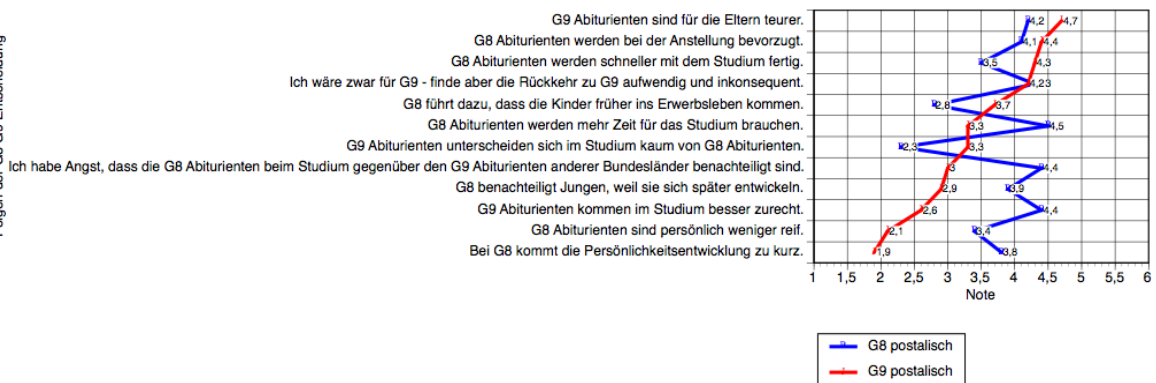 G9 Abiturienten sind für die Eltern teurer.
4,2
4,7
G8 Abiturienten werden bei der Anstellung bevorzugt.
4,1
4,4
G8 Abiturienten werden schneller mit dem Studium fertig.
3,5
4,3
Ich wäre zwar für G9 - finde aber die Rückkehr zu G9 aufwendig und inkonsequent.
4,23
G8 führt dazu, dass die Kinder früher ins Erwerbsleben kommen.
2,8
3,7
G8 Abiturienten werden mehr Zeit für das Studium brauchen.
3,3
4,5
G9 Abiturienten unterscheiden sich im Studium kaum von G8 Abiturienten.
2,3
3,3
Ich habe Angst, dass die G8 Abiturienten beim Studium gegenüber den G9 Abiturienten anderer Bundesländer benachteiligt sind.
3
4,4
G8 benachteiligt Jungen, weil sie sich später entwickeln.
2,9
3,9
G9 Abiturienten kommen im Studium besser zurecht.
2,6
4,4
G8 Abiturienten sind persönlich weniger reif.
2,1
3,4
Bei G8 kommt die Persönlichkeitsentwicklung zu kurz.
1,9
3,8
1 1,5 2 2,5 3 3,5 4 4,5 5 5,5 6
Note
G8 postalisch
G9 postalisch